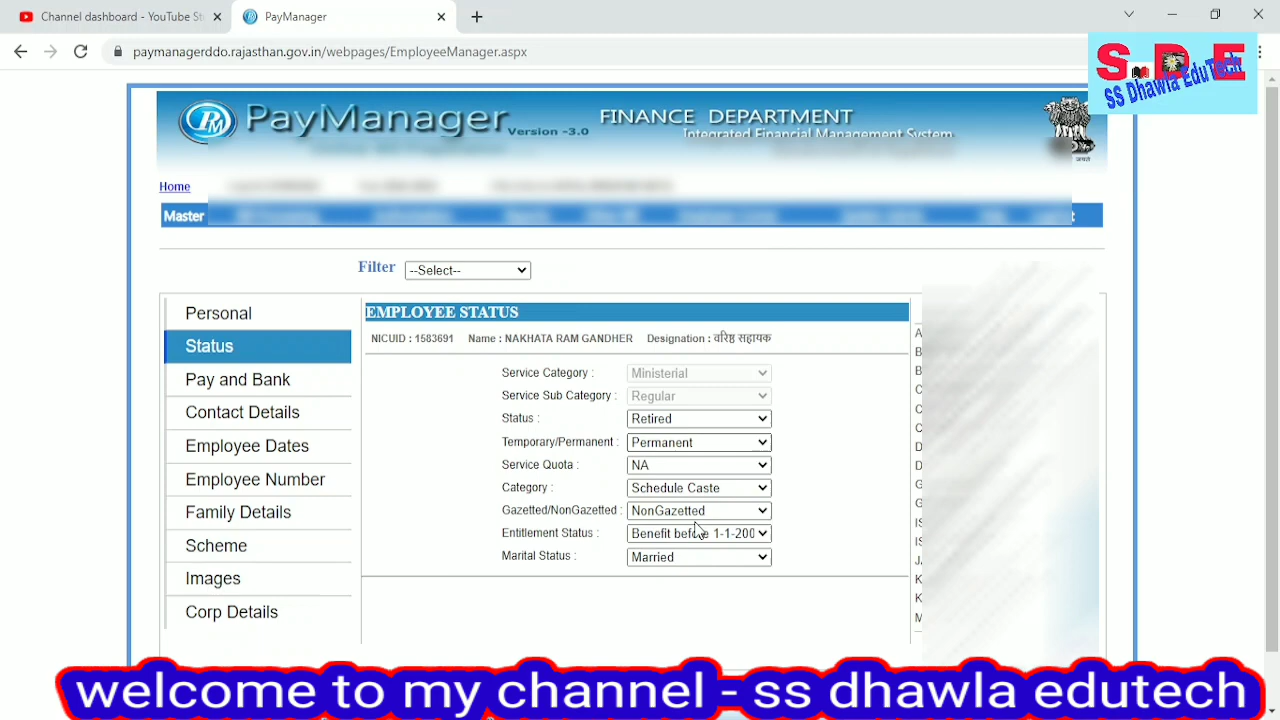 Channel dashboard - YouTube St
PayManager
paymanagerddo.rajasthan.gov.in/webpages/EmployeeManager.aspx
S D E
SS Dhawla EduTech
PM PayManager Version -3.0
FINANCE DEPARTMENT
Integrated Financial Management System
Home
Master
Filter --Select--
Personal
Status
Pay and Bank
Contact Details
Employee Dates
Employee Number
Family Details
Scheme
Images
Corp Details
EMPLOYEE STATUS
NICUID : 1583691 Name : NAKHATA RAM GANDHER Designation : वरिष्ठ सहायक
Service Category : Ministerial
Service Sub Category : Regular
Status : Retired
Temporary/Permanent : Permanent
Service Quota : NA
Category : Schedule Caste
Gazetted/NonGazetted : NonGazetted
Entitlement Status : Benefit before 1-1-200
Marital Status : Married
welcome to my channel - ss dhawla edutech